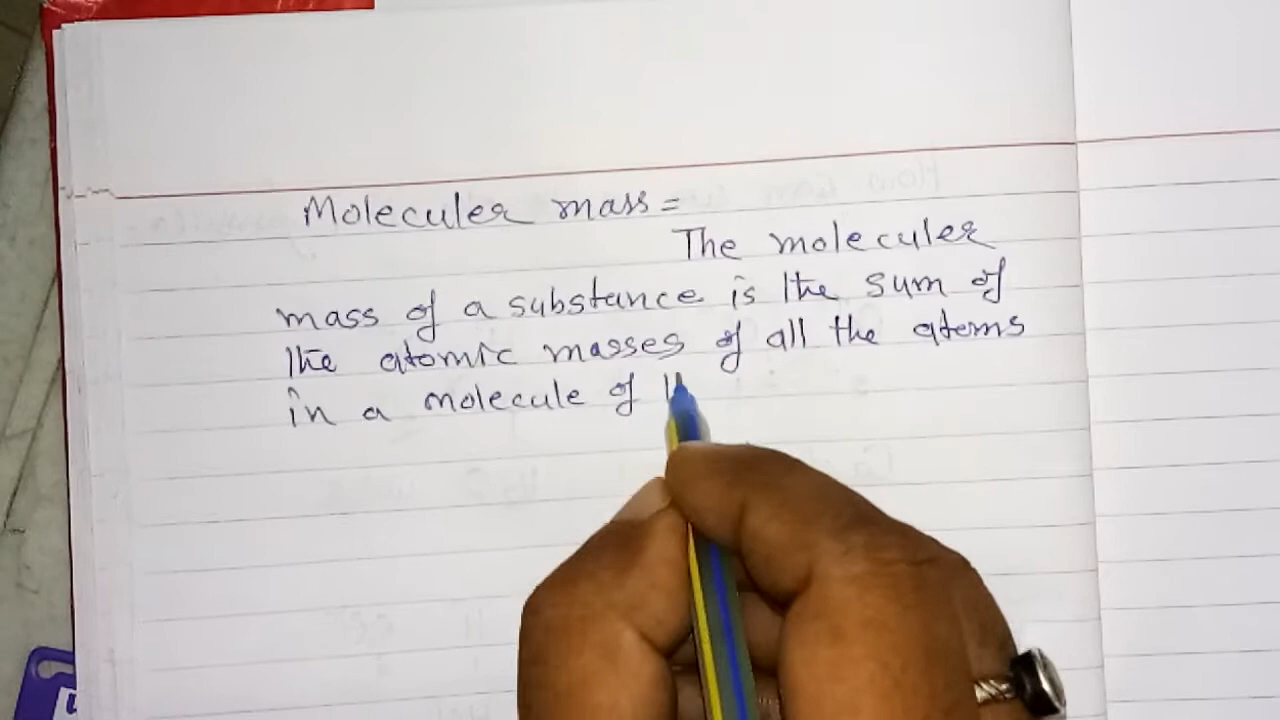 Moleculer mass =
The moleculer
mass of a substance is the sum of
the atomic masses of all the atoms
in a molecule of